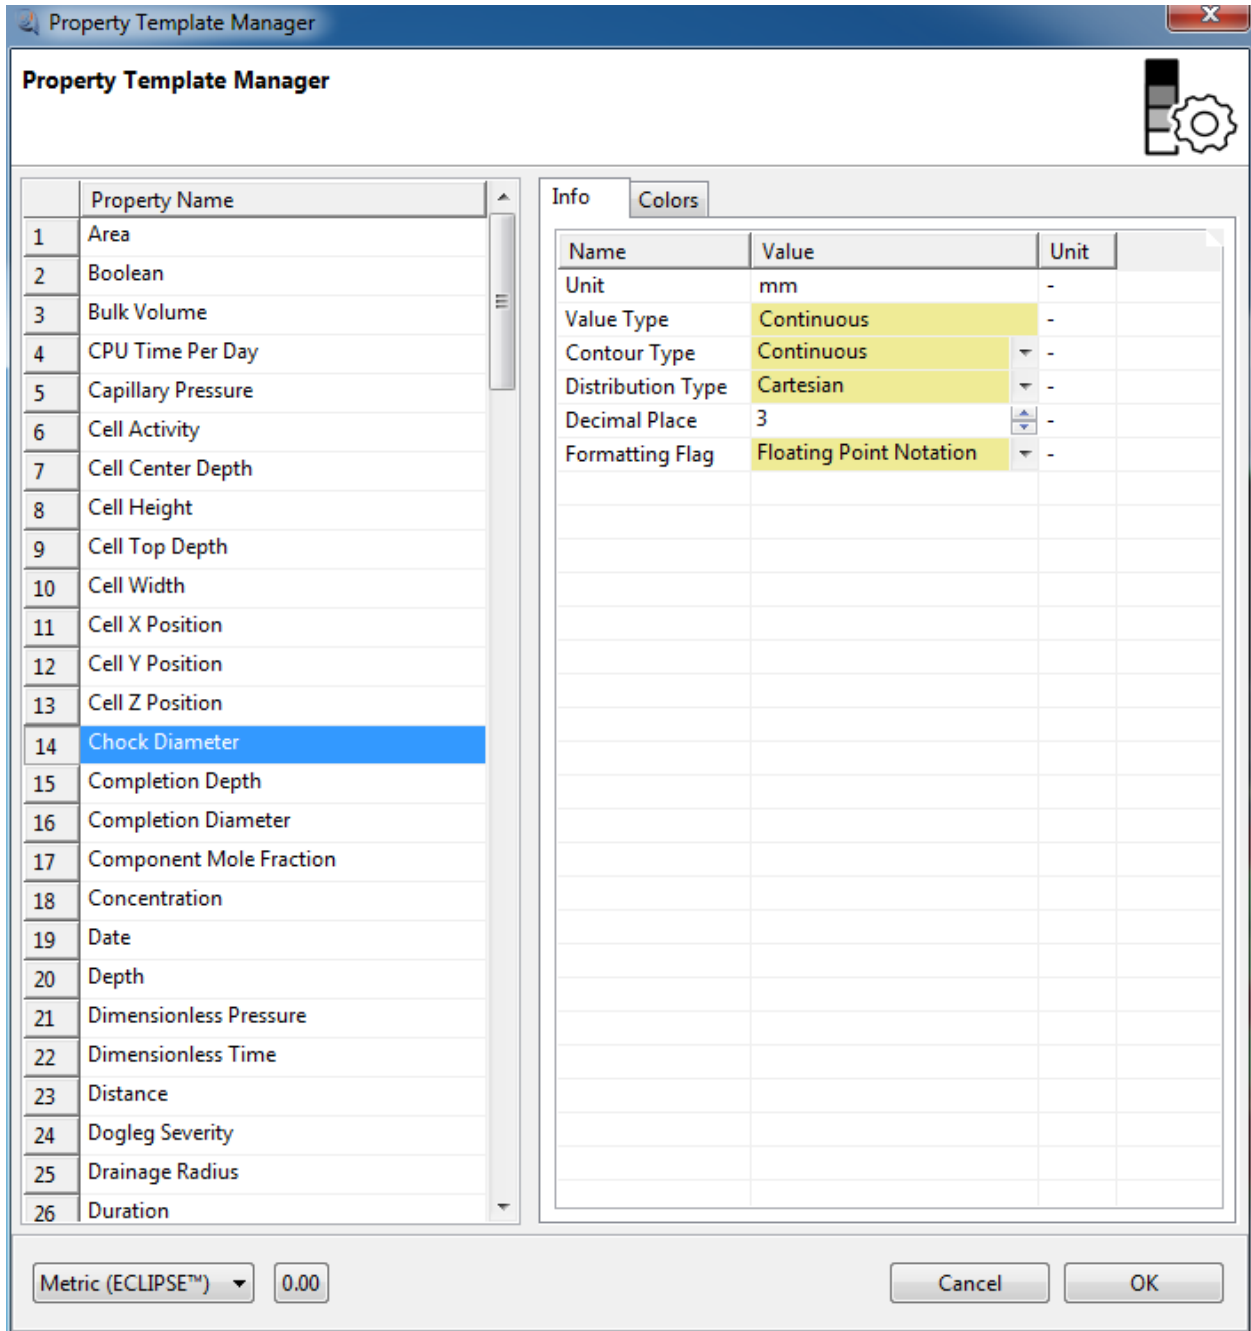 Property Template Manager
Property Template Manager
Property Name
1 Area
2 Boolean
3 Bulk Volume
4 CPU Time Per Day
5 Capillary Pressure
6 Cell Activity
7 Cell Center Depth
8 Cell Height
9 Cell Top Depth
10 Cell Width
11 Cell X Position
12 Cell Y Position
13 Cell Z Position
14 Chock Diameter
15 Completion Depth
16 Completion Diameter
17 Component Mole Fraction
18 Concentration
19 Date
20 Depth
21 Dimensionless Pressure
22 Dimensionless Time
23 Distance
24 Dogleg Severity
25 Drainage Radius
26 Duration
Info Colors
Name Value Unit
Unit mm -
Value Type Continuous -
Contour Type Continuous -
Distribution Type Cartesian -
Decimal Place 3 -
Formatting Flag Floating Point Notation -
Metric (ECLIPSE™) 0.00 Cancel OK